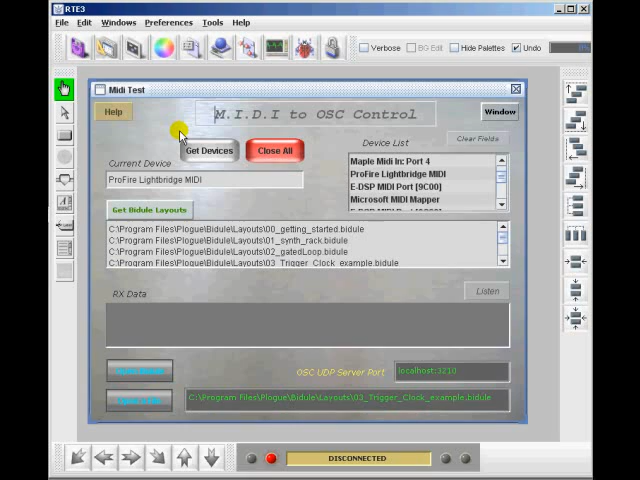 RTE3
Edit Windows Preferences Tools Help
Verbose BG Edit Hide Palettes Undo
Midi Test
Help M.I.D.I to OSC Control Window
Get Devices Close All Device List Clear Fields
Current Device
ProFire Lightbridge MIDI
Maple Midi In: Port 4
ProFire Lightbridge MIDI
E-DSP MIDI Port [9C00]
Microsoft MIDI Mapper
Get Bidule Layouts
C:\Program Files\Plogue\Bidule\Layouts\00_getting_started.bidule
C:\Program Files\Plogue\Bidule\Layouts\01_synth_rack.bidule
C:\Program Files\Plogue\Bidule\Layouts\02_gatedLoop.bidule
C:\Program Files\Plogue\Bidule\Layouts\03_Trigger_Clock_example.bidule
RX Data Listen
OSC UDP Server Port localhost:3210
C:\Program Files\Plogue\Bidule\Layouts\03_Trigger_Clock_example.bidule
DISCONNECTED